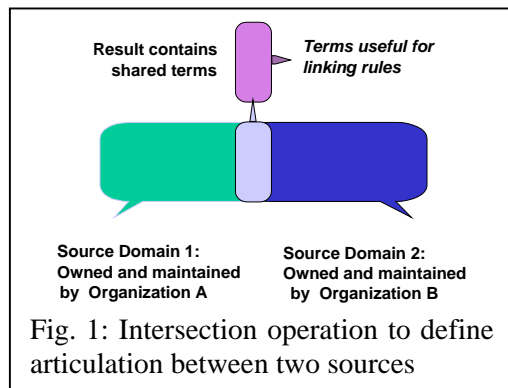 Result contains
shared terms
Terms useful for
linking rules
Source Domain 1:
Owned and maintained
by Organization A
Source Domain 2:
Owned and maintained
by Organization B
Fig. 1: Intersection operation to define
articulation between two sources